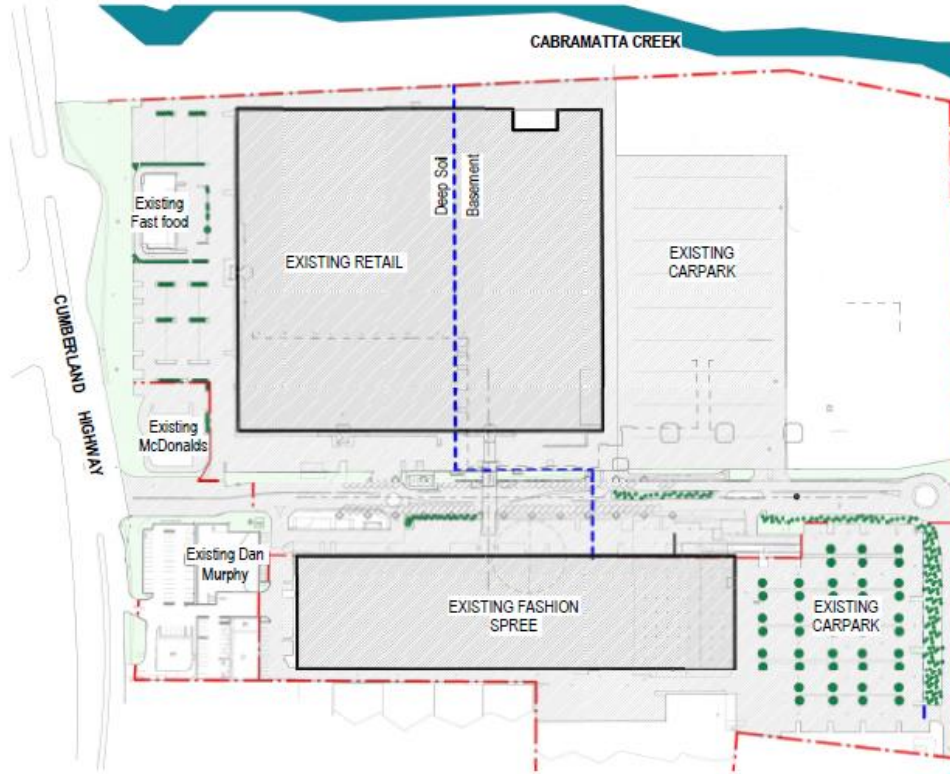 CABRAMATTA CREEK
Deep Soil
Basement
Existing
Fast food
EXISTING RETAIL
EXISTING
CARPARK
CUMBERLAND HIGHWAY
Existing
McDonalds
Existing Dan
Murphy
EXISTING FASHION
SPREE
EXISTING
CARPARK